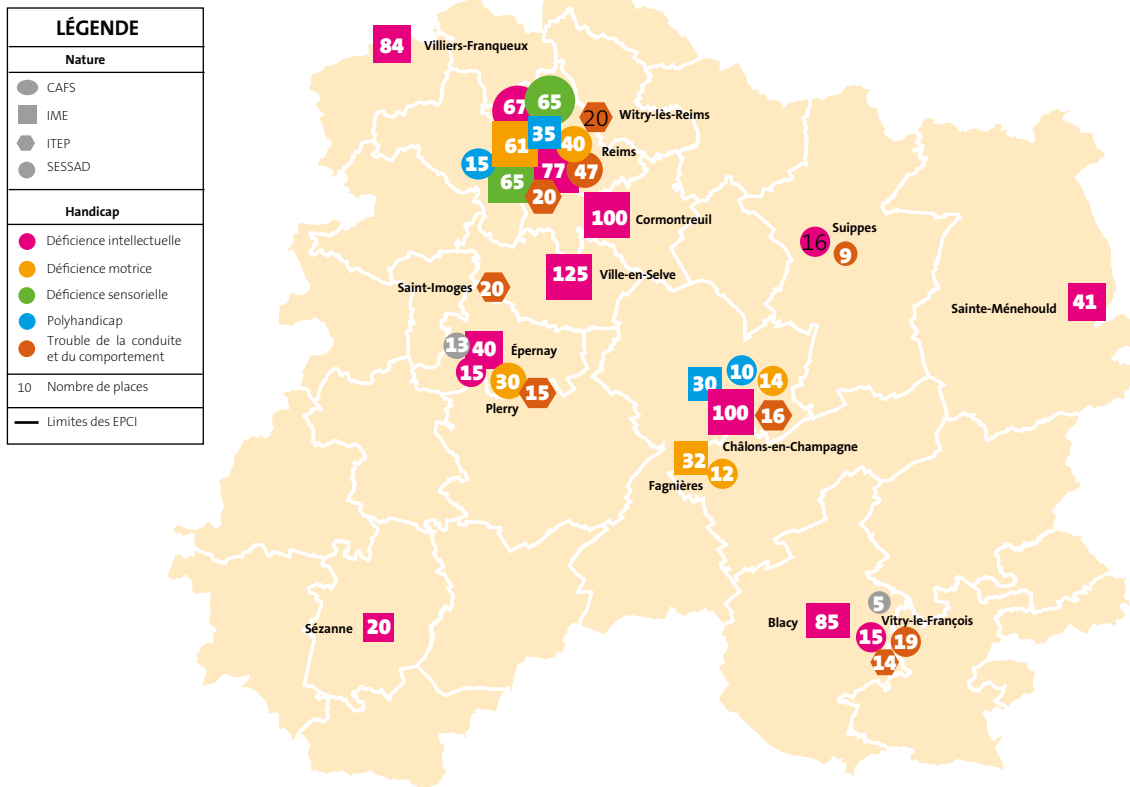 LÉGENDE
Nature
CAFS
IME
ITEP
SESSAD
Handicap
Déficience intellectuelle
Déficience motrice
Déficience sensorielle
Polyhandicap
Trouble de la conduite
et du comportement
10 Nombre de places
Limites des EPCI
84 Villiers-Franqueux
67 65
20 Witry-lès-Reims
35
61 40 Reims
15 77 47
65 20
100 Cormontreuil
Suippes
16 9
125 Ville-en-Selve
Saint-Imoges 20
Sainte-Ménehould 41
13 40 Épernay
15 30 15
Plerry
30 10 14
100 16
Châlons-en-Champagne
32 12
Fagnières
Sézanne 20
Blacy 85
5
Vitry-le-François
15 19
14